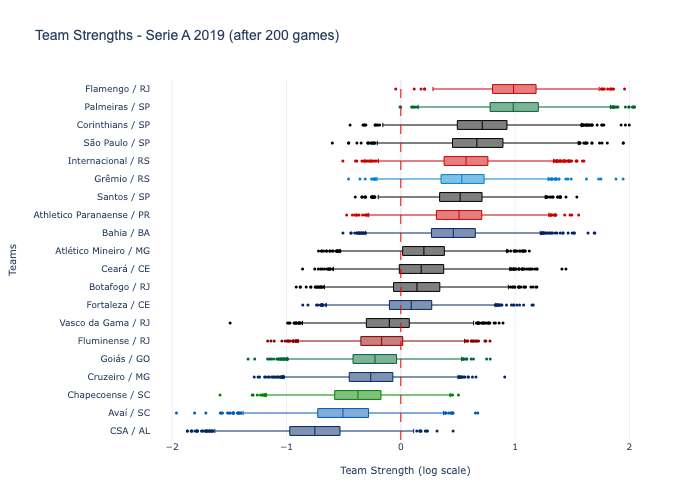 Team Strengths - Serie A 2019 (after 200 games)
Flamengo / RJ
Palmeiras / SP
Corinthians / SP
São Paulo / SP
Internacional / RS
Grêmio / RS
Santos / SP
Athletico Paranaense / PR
Bahia / BA
Atlético Mineiro / MG
Ceará / CE
Botafogo / RJ
Fortaleza / CE
Vasco da Gama / RJ
Fluminense / RJ
Goiás / GO
Cruzeiro / MG
Chapecoense / SC
Avaí / SC
CSA / AL
Teams
−2 −1 0 1 2
Team Strength (log scale)